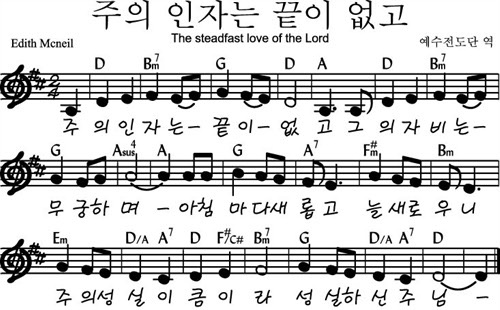 주의 인자는 끝이 없고
The steadfast love of the Lord
Edith Mcneil 예수전도단 역
D Bm7 G D A D Bm7
주 의 인 자 는- 끝 이- 없 고 그 의 자 비 는-
G Asus4 A G A7 F#m Bm
무 궁하 며 - 아침 마 다새 롭 고 늘 새로 우 니
Em D/A A7 D F#/C# Bm7 G D/A A7 D
주 의성 실 이 콤 이 라 성 실하 신 주 님-